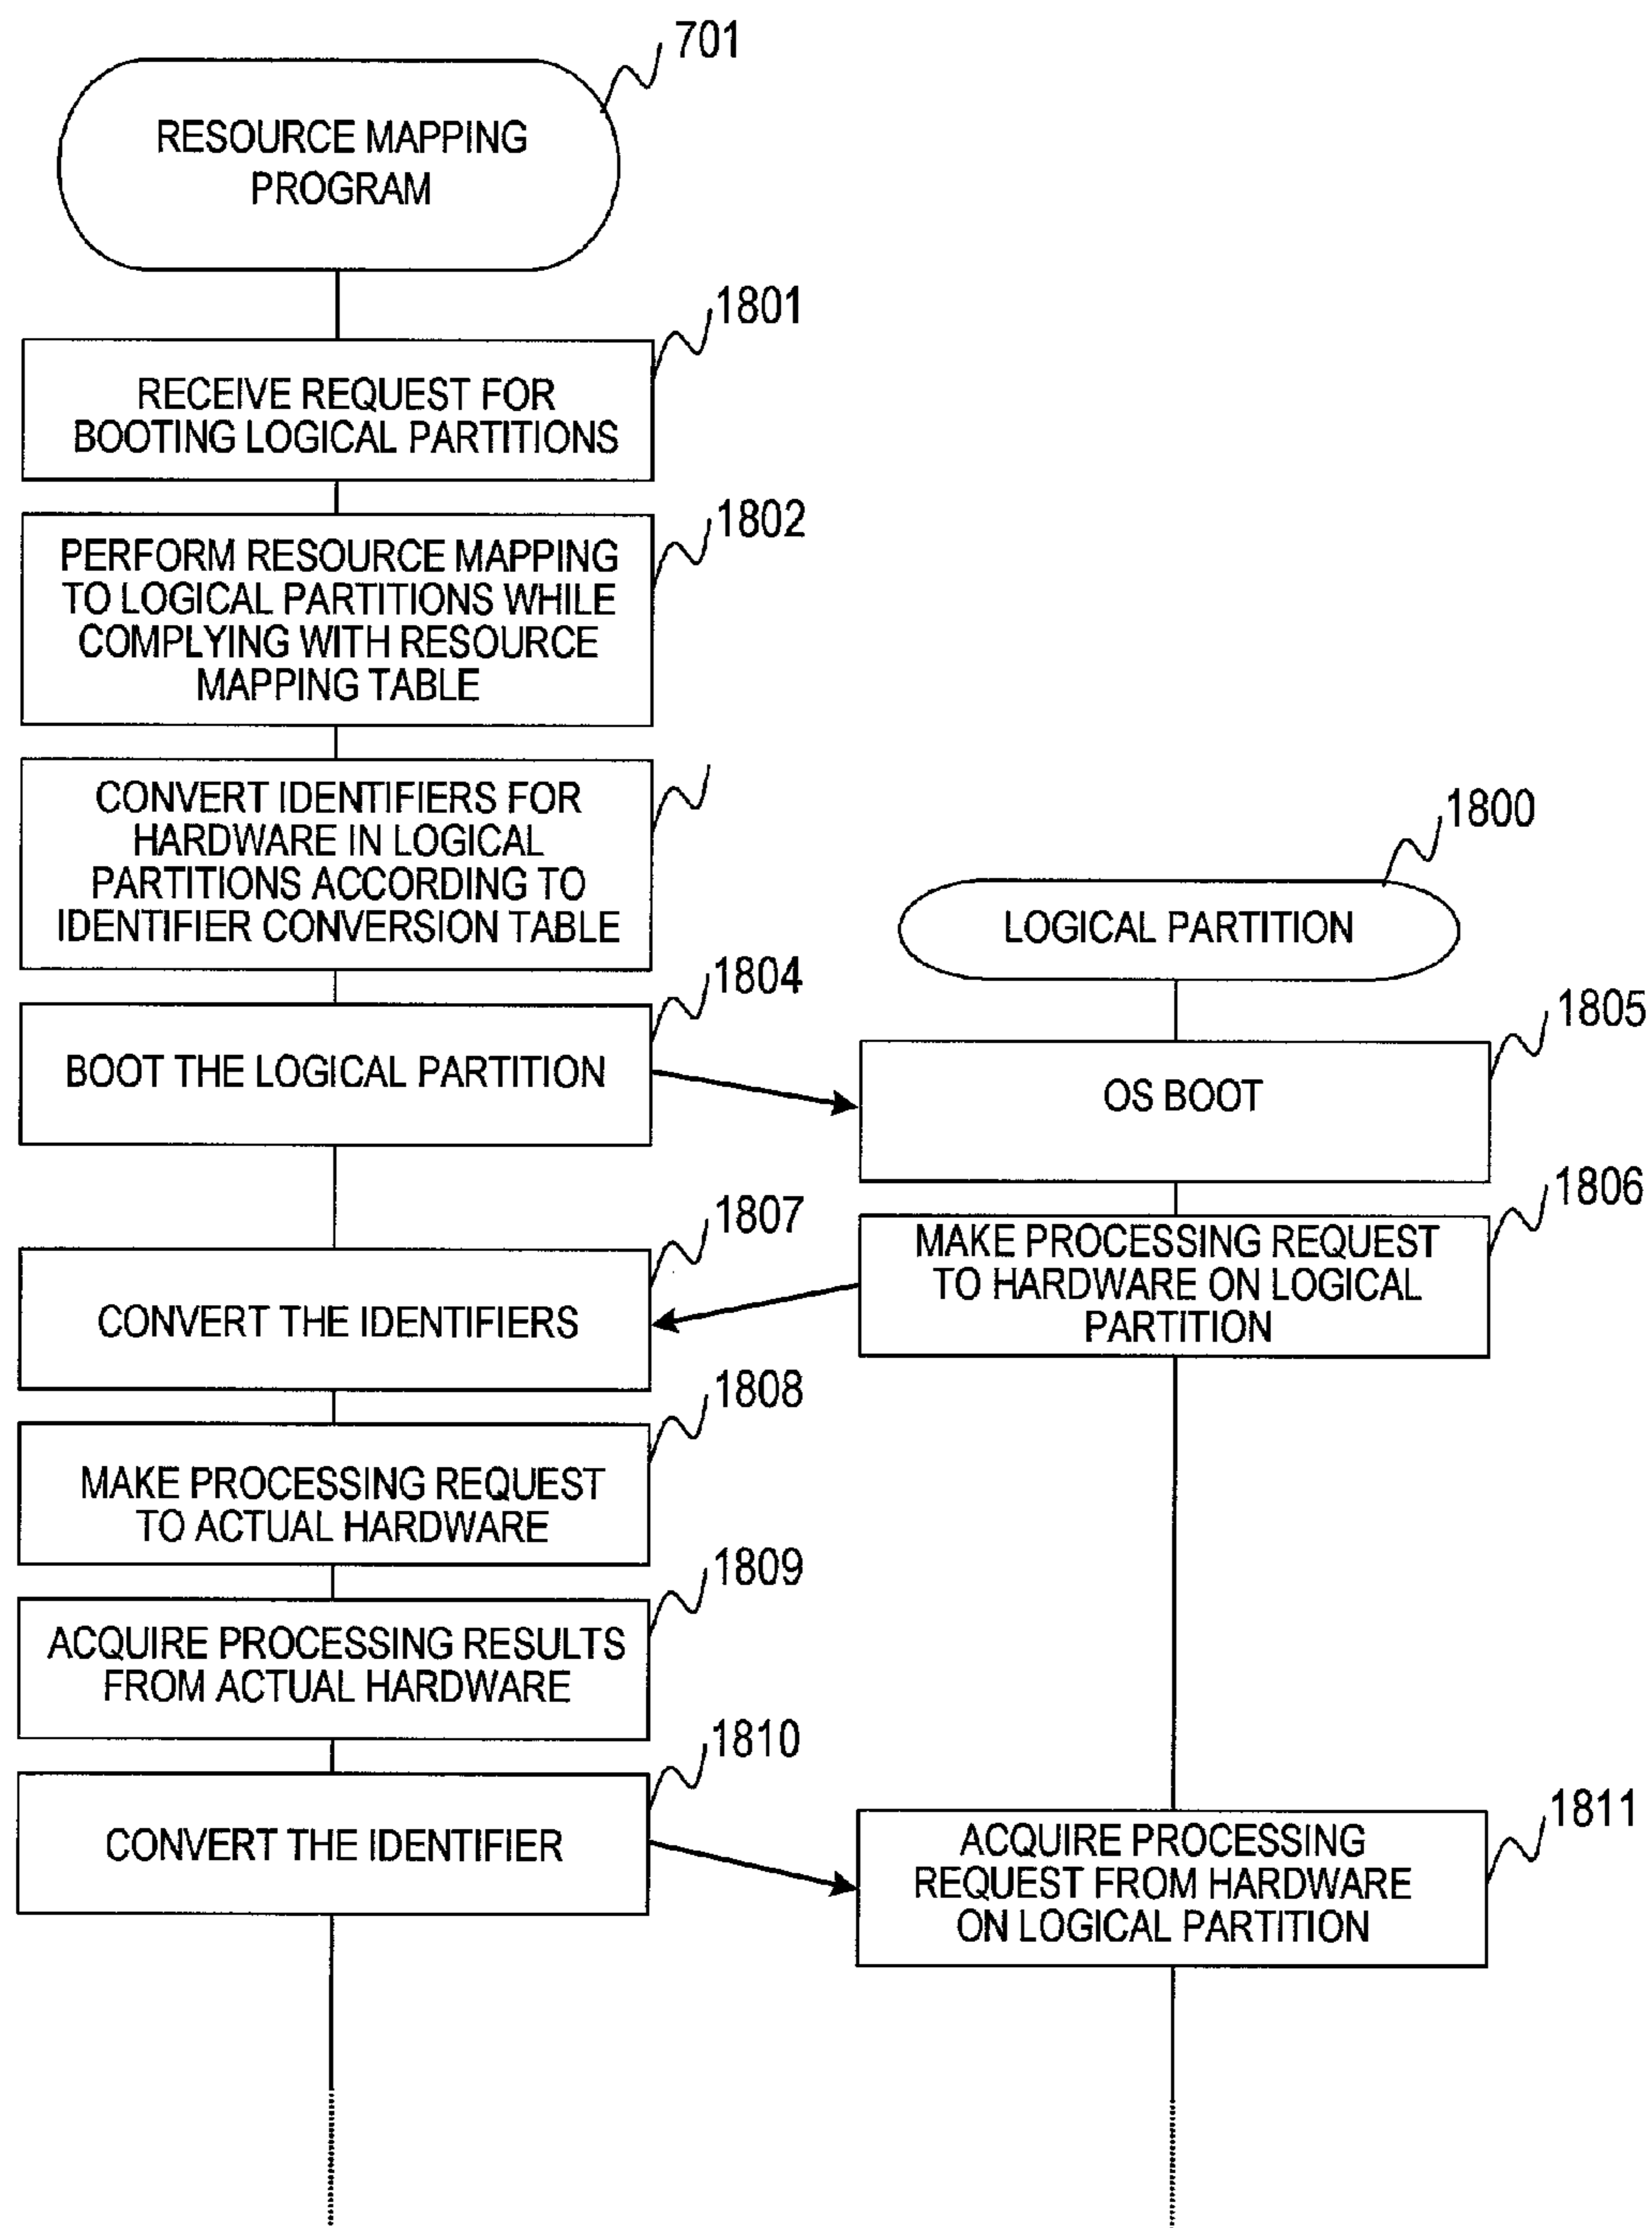 701
RESOURCE MAPPING
PROGRAM
1801
RECEIVE REQUEST FOR
BOOTING LOGICAL PARTITIONS
1802
PERFORM RESOURCE MAPPING
TO LOGICAL PARTITIONS WHILE
COMPLYING WITH RESOURCE
MAPPING TABLE
CONVERT IDENTIFIERS FOR
HARDWARE IN LOGICAL
PARTITIONS ACCORDING TO
IDENTIFIER CONVERSION TABLE
1800
LOGICAL PARTITION
1804
BOOT THE LOGICAL PARTITION
1805
OS BOOT
1806
MAKE PROCESSING REQUEST
TO HARDWARE ON LOGICAL
PARTITION
1807
CONVERT THE IDENTIFIERS
1808
MAKE PROCESSING REQUEST
TO ACTUAL HARDWARE
1809
ACQUIRE PROCESSING RESULTS
FROM ACTUAL HARDWARE
1810
CONVERT THE IDENTIFIER
1811
ACQUIRE PROCESSING
REQUEST FROM HARDWARE
ON LOGICAL PARTITION